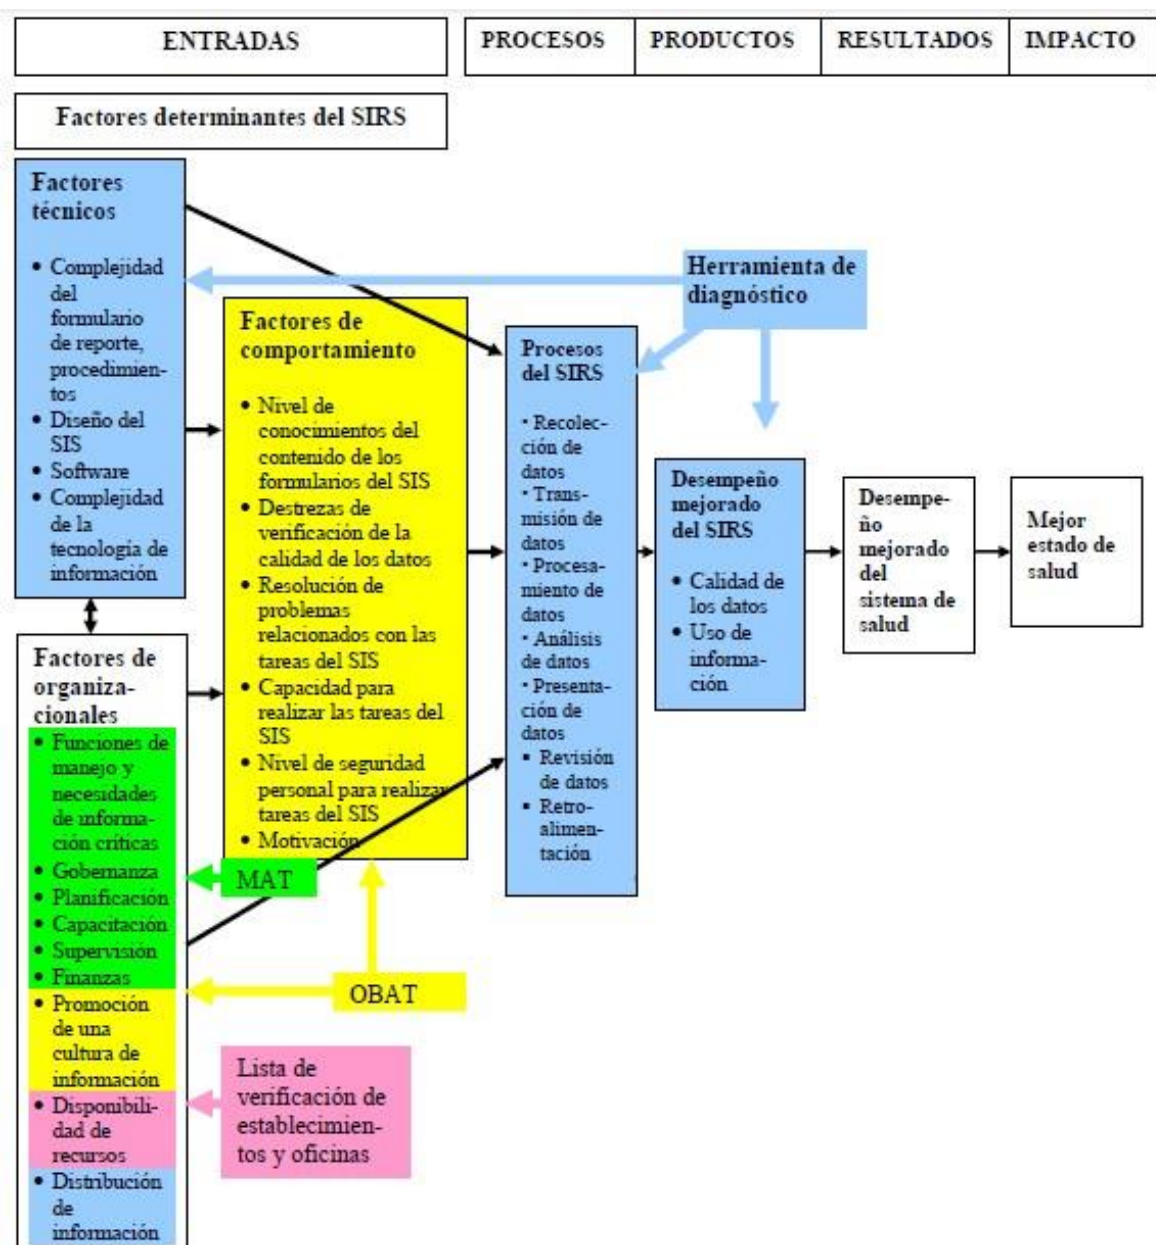 ENTRADAS
PROCESOS
PRODUCTOS
RESULTADOS
IMPACTO
Factores determinantes del SIRS
Factores
técnicos
• Complejidad
del
formulario
de reporte,
procedimien-
tos
• Diseño del
SIS
• Software
• Complejidad
de la
tecnología de
información
Factores de
organiza-
cionales
• Funciones de
manejo y
necesidades
de informa-
ción críticas
• Gobernanza
• Planificación
• Capacitación
• Supervisión
• Finanzas
• Promoción
de una
cultura de
información
• Disponibili-
dad de
recursos
• Distribución
de
información
Factores de
comportamiento
• Nivel de
conocimientos del
contenido de los
formularios del SIS
• Destrezas de
verificación de la
calidad de los datos
• Resolución de
problemas
relacionados con las
tareas del SIS
• Capacidad para
realizar las tareas del
SIS
• Nivel de seguridad
personal para realizar
tareas del SIS
• Motivación
MAT
OBAT
Lista de
verificación de
establecimien-
tos y oficinas
Herramienta de
diagnóstico
Procesos
del SIRS
• Recolec-
ción de
datos
• Trans-
misión de
datos
• Procesa-
miento de
datos
• Análisis
de datos
• Presenta-
ción de
datos
• Revisión
de datos
• Retro-
alimen-
tación
Desempeño
mejorado
del SIRS
• Calidad de
los datos
• Uso de
informa-
ción
Desempe-
ño
mejorado
del
sistema de
salud
Mejor
estado de
salud